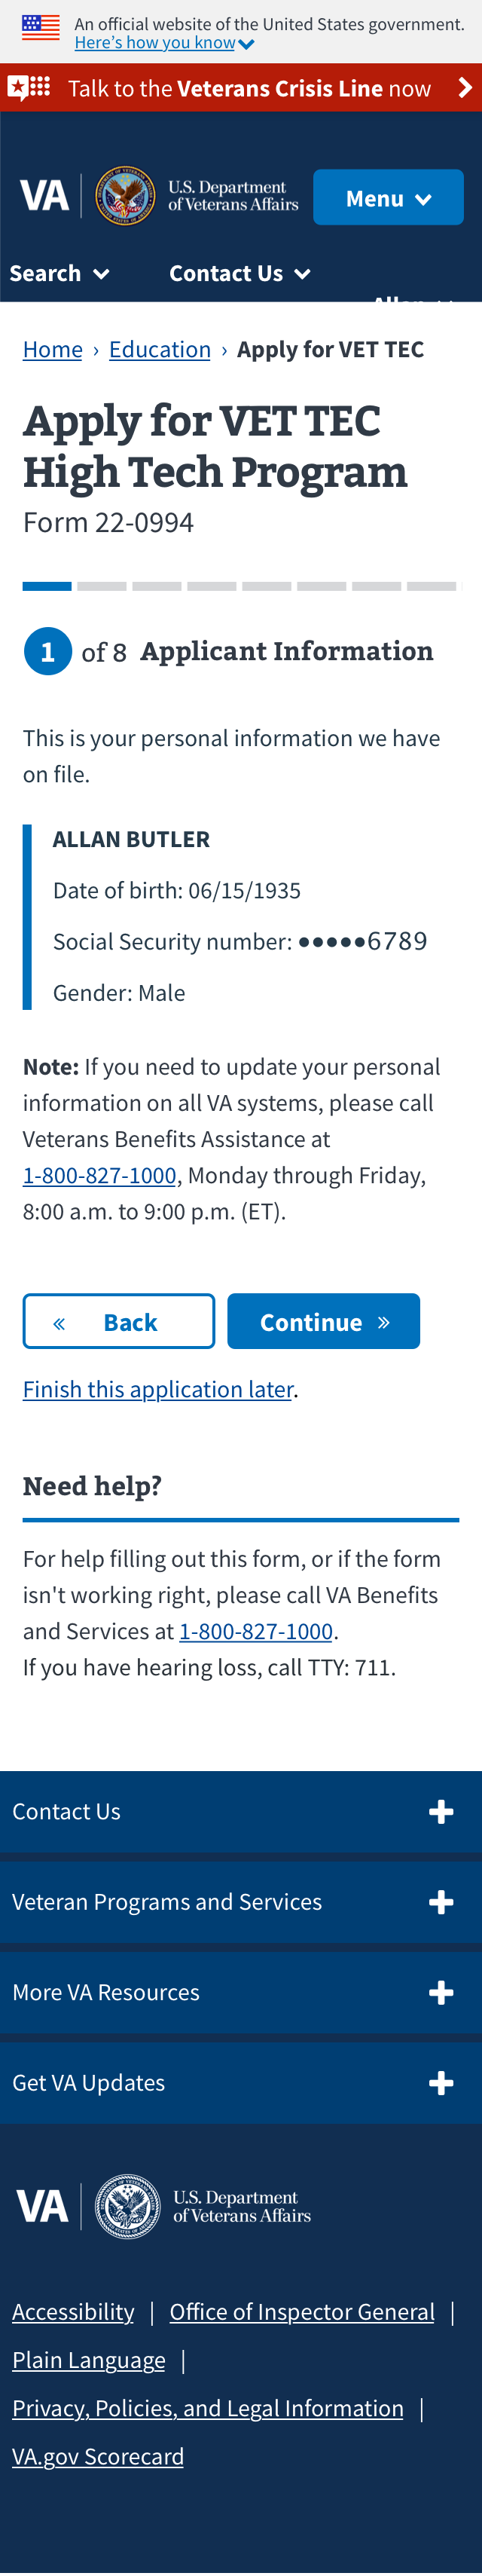 An official website of the United States government.
Here's how you know
Talk to the Veterans Crisis Line now
VA
U.S. Department
of Veterans Affairs
Menu
Search
Contact Us
Home › Education › Apply for VET TEC
Apply for VET TEC
High Tech Program
Form 22-0994
1 of 8 Applicant Information
This is your personal information we have
on file.
ALLAN BUTLER
Date of birth: 06/15/1935
Social Security number: ●●●●●6789
Gender: Male
Note: If you need to update your personal
information on all VA systems, please call
Veterans Benefits Assistance at
1-800-827-1000, Monday through Friday,
8:00 a.m. to 9:00 p.m. (ET).
« Back
Continue »
Finish this application later.
Need help?
For help filling out this form, or if the form
isn't working right, please call VA Benefits
and Services at 1-800-827-1000.
If you have hearing loss, call TTY: 711.
Contact Us
Veteran Programs and Services
More VA Resources
Get VA Updates
VA
U.S. Department
of Veterans Affairs
Accessibility | Office of Inspector General |
Plain Language |
Privacy, Policies, and Legal Information |
VA.gov Scorecard